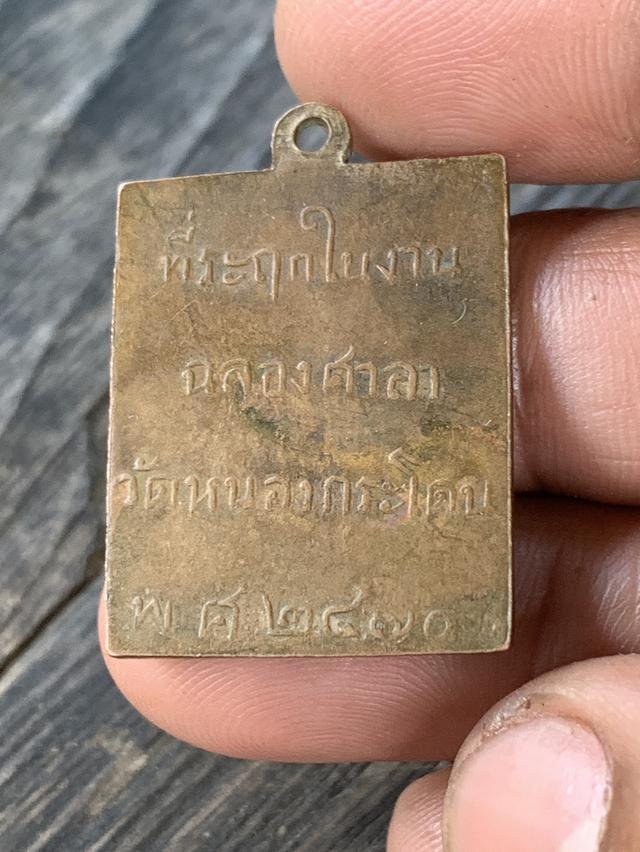 ที่ระฤกในงาน
ฉลองศาลา
วัดหนองกระโดน
พ.ศ ๒๔๗๐